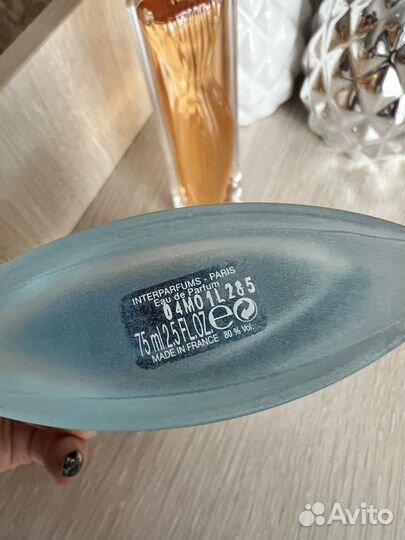 INTERPARFUMS - PARIS
Eau de Parfum
04M01L285
75 ml 2.5 FL.OZ. e
MADE IN FRANCE 80 % Vol.
Avito